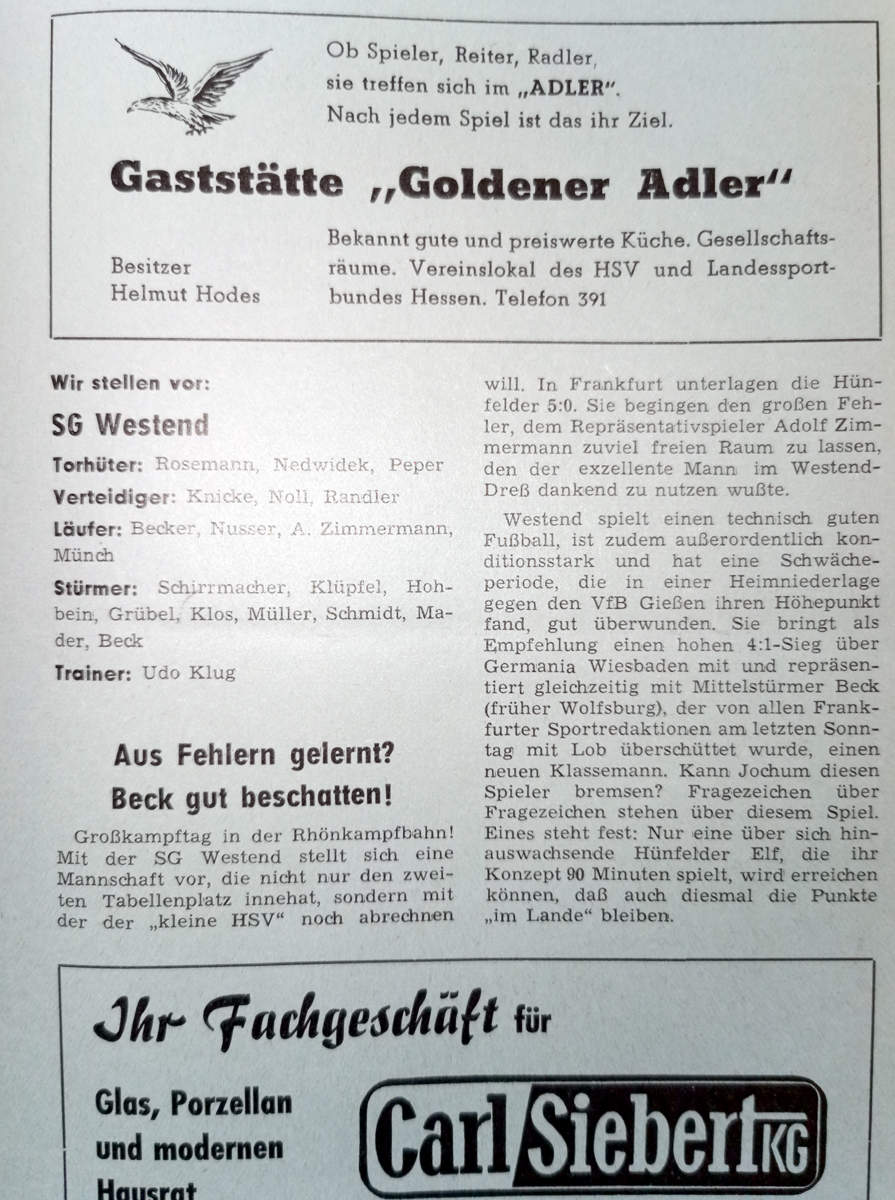 Ob Spieler, Reiter, Radler,
sie treffen sich im „ADLER“.
Nach jedem Spiel ist das ihr Ziel.
Gaststätte „Goldener Adler“
Besitzer
Helmut Hodes
Bekannt gute und preiswerte Küche. Gesellschafts-
räume. Vereinslokal des HSV und Landessport-
bundes Hessen. Telefon 391
Wir stellen vor:
SG Westend
Torhüter: Rosemann, Nedwidek, Peper
Verteidiger: Knicke, Noll, Randler
Läufer: Becker, Nusser, A. Zimmermann,
Münch
Stürmer: Schirrmacher, Klüpfel, Hoh-
bein, Grübel, Klos, Müller, Schmidt, Ma-
der, Beck
Trainer: Udo Klug
Aus Fehlern gelernt?
Beck gut beschatten!
Großkampftag in der Rhönkampfbahn!
Mit der SG Westend stellt sich eine
Mannschaft vor, die nicht nur den zwei-
ten Tabellenplatz innehat, sondern mit
der der „kleine HSV“ noch abrechnen
will. In Frankfurt unterlagen die Hün-
felder 5:0. Sie begingen den großen Feh-
ler, dem Repräsentativspieler Adolf Zim-
mermann zuviel freien Raum zu lassen,
den der exzellente Mann im Westend-
Dreß dankend zu nutzen wußte.
Westend spielt einen technisch guten
Fußball, ist zudem außerordentlich kon-
ditionsstark und hat eine Schwäche-
periode, die in einer Heimniederlage
gegen den VfB Gießen ihren Höhepunkt
fand, gut überwunden. Sie bringt als
Empfehlung einen hohen 4:1-Sieg über
Germania Wiesbaden mit und repräsen-
tiert gleichzeitig mit Mittelstürmer Beck
(früher Wolfsburg), der von allen Frank-
furter Sportredaktionen am letzten Sonn-
tag mit Lob überschüttet wurde, einen
neuen Klassemann. Kann Jochum diesen
Spieler bremsen? Fragezeichen über
Fragezeichen stehen über diesem Spiel.
Eines steht fest: Nur eine über sich hin-
auswachsende Hünfelder Elf, die ihr
Konzept 90 Minuten spielt, wird erreichen
können, daß auch diesmal die Punkte
„im Lande“ bleiben.
Ihr Fachgeschäft für
Glas, Porzellan
und modernen
Hausrat
Carl Siebert KG